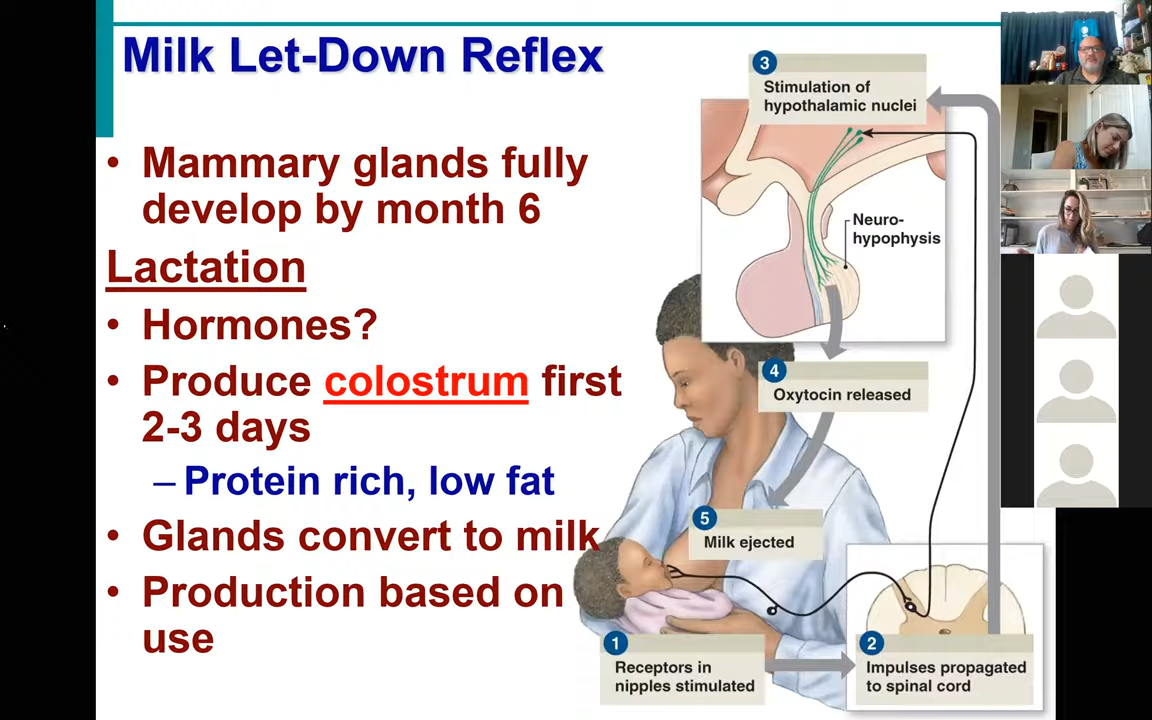 Milk Let-Down Reflex
• Mammary glands fully
develop by month 6
Lactation
• Hormones?
• Produce colostrum first
2-3 days
– Protein rich, low fat
• Glands convert to milk
• Production based on
use
3
Stimulation of
hypothalamic nuclei
Neuro-
hypophysis
4
Oxytocin released
5
Milk ejected
1
Receptors in
nipples stimulated
2
Impulses propagated
to spinal cord